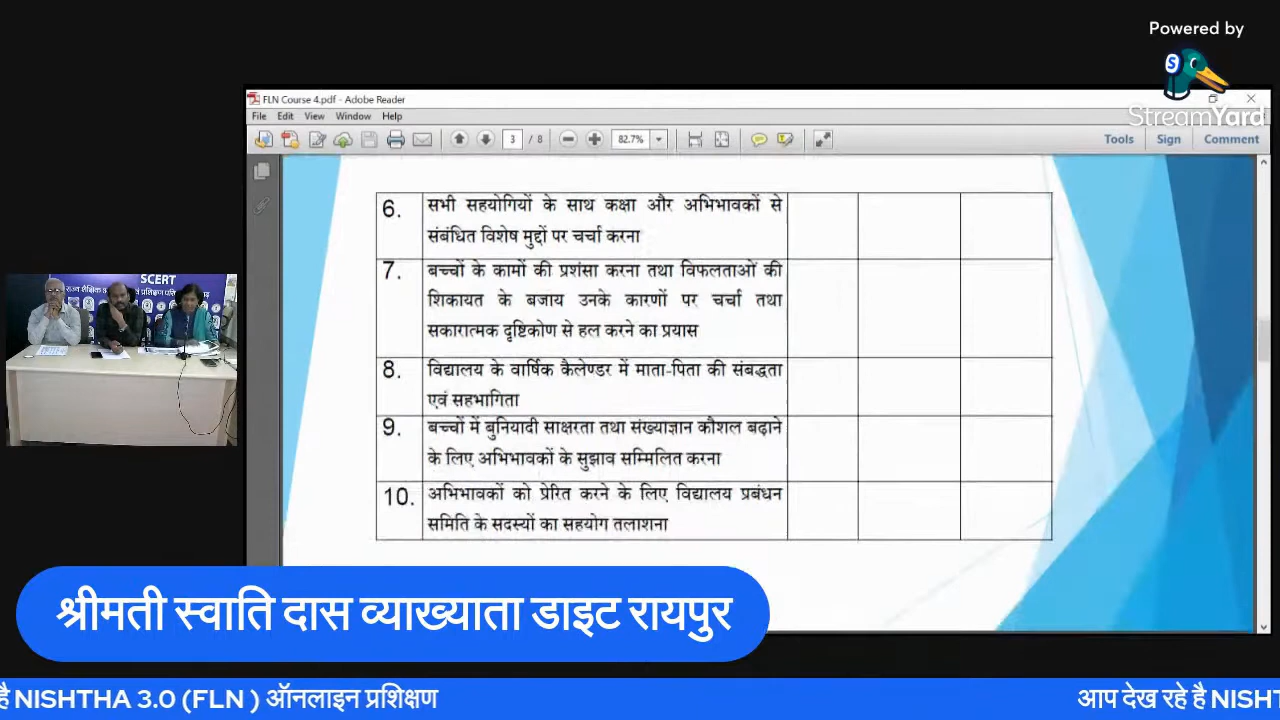 Powered by
S
StreamYard
FLN Course 4.pdf - Adobe Reader
File Edit View Window Help
3 / 8 82.7% Tools Sign Comment
6. सभी सहयोगियों के साथ कक्षा और अभिभावकों से
संबंधित विशेष मुद्दों पर चर्चा करना
7. बच्चों के कामों की प्रशंसा करना तथा विफलताओं की
शिकायत के बजाय उनके कारणों पर चर्चा तथा
सकारात्मक दृष्टिकोण से हल करने का प्रयास
8. विद्यालय के वार्षिक कैलेण्डर में माता-पिता की संबद्धता
एवं सहभागिता
9. बच्चों में बुनियादी साक्षरता तथा संख्याज्ञान कौशल बढ़ाने
के लिए अभिभावकों के सुझाव सम्मिलित करना
10. अभिभावकों को प्रेरित करने के लिए विद्यालय प्रबंधन
समिति के सदस्यों का सहयोग तलाशना
SCERT
राज्य शैक्षिक
प्रशिक्षण
श्रीमती स्वाति दास व्याख्याता डाइट रायपुर
है NISHTHA 3.0 (FLN ) ऑनलाइन प्रशिक्षण आप देख रहे है NISHT